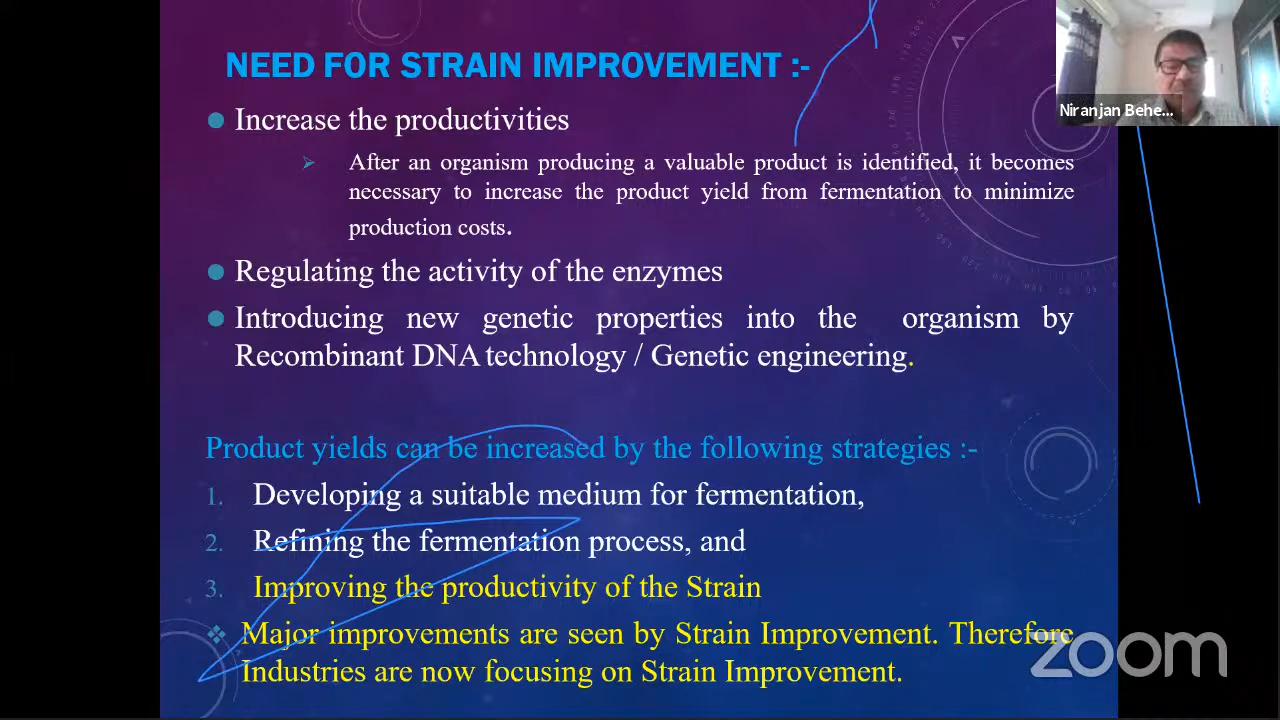 NEED FOR STRAIN IMPROVEMENT :-
Increase the productivities
After an organism producing a valuable product is identified, it becomes
necessary to increase the product yield from fermentation to minimize
production costs.
Regulating the activity of the enzymes
Introducing new genetic properties into the organism by
Recombinant DNA technology / Genetic engineering.
Product yields can be increased by the following strategies :-
1. Developing a suitable medium for fermentation,
2. Refining the fermentation process, and
3. Improving the productivity of the Strain
Major improvements are seen by Strain Improvement. Therefore
Industries are now focusing on Strain Improvement.
Niranjan Behe...
zoom